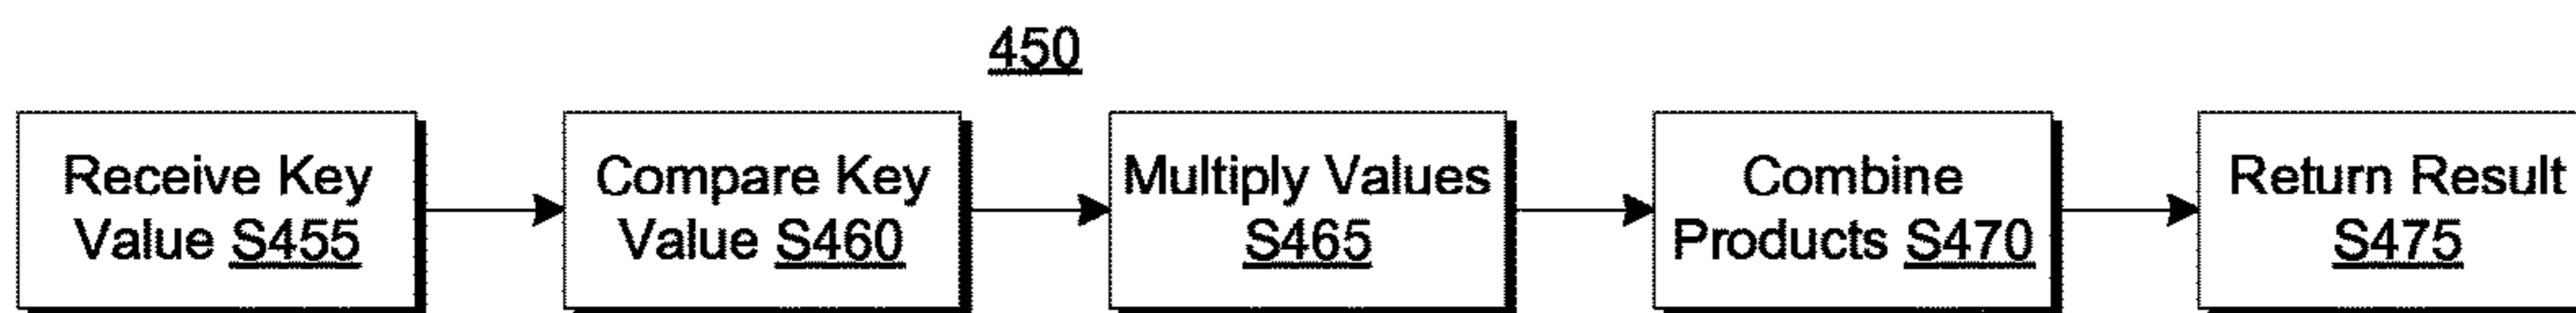 450
Receive Key
Value S455
Compare Key
Value S460
Multiply Values
S465
Combine
Products S470
Return Result
S475